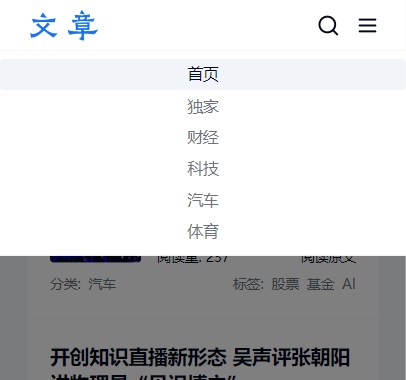 文章
首页
独家
财经
科技
汽车
体育
阅读量: 237 阅读原文
分类: 汽车 标签: 股票 基金 AI
开创知识直播新形态 吴声评张朝阳